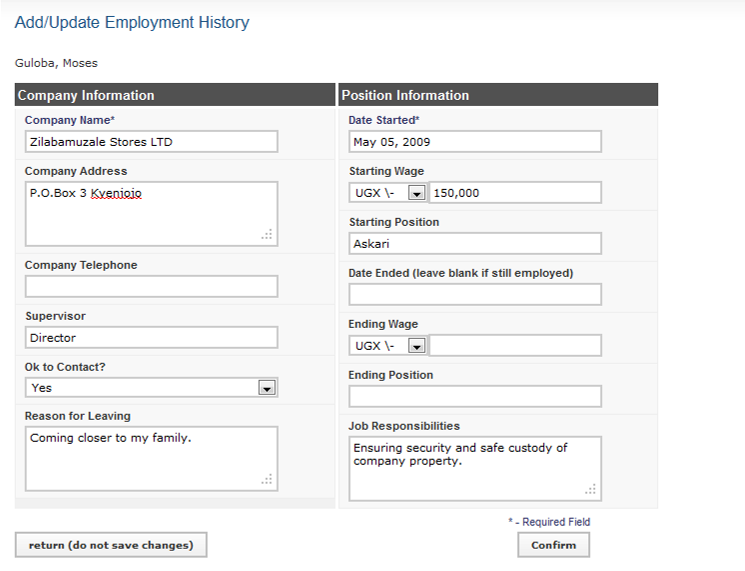 Add/Update Employment History
Guloba, Moses
Company Information
Company Name*
Zilabamuzale Stores LTD
Company Address
P.O.Box 3 Kyenjojo
Company Telephone
Supervisor
Director
Ok to Contact?
Yes
Reason for Leaving
Coming closer to my family.
Position Information
Date Started*
May 05, 2009
Starting Wage
UGX \- 150,000
Starting Position
Askari
Date Ended (leave blank if still employed)
Ending Wage
UGX \-
Ending Position
Job Responsibilities
Ensuring security and safe custody of
company property.
* - Required Field
return (do not save changes)
Confirm